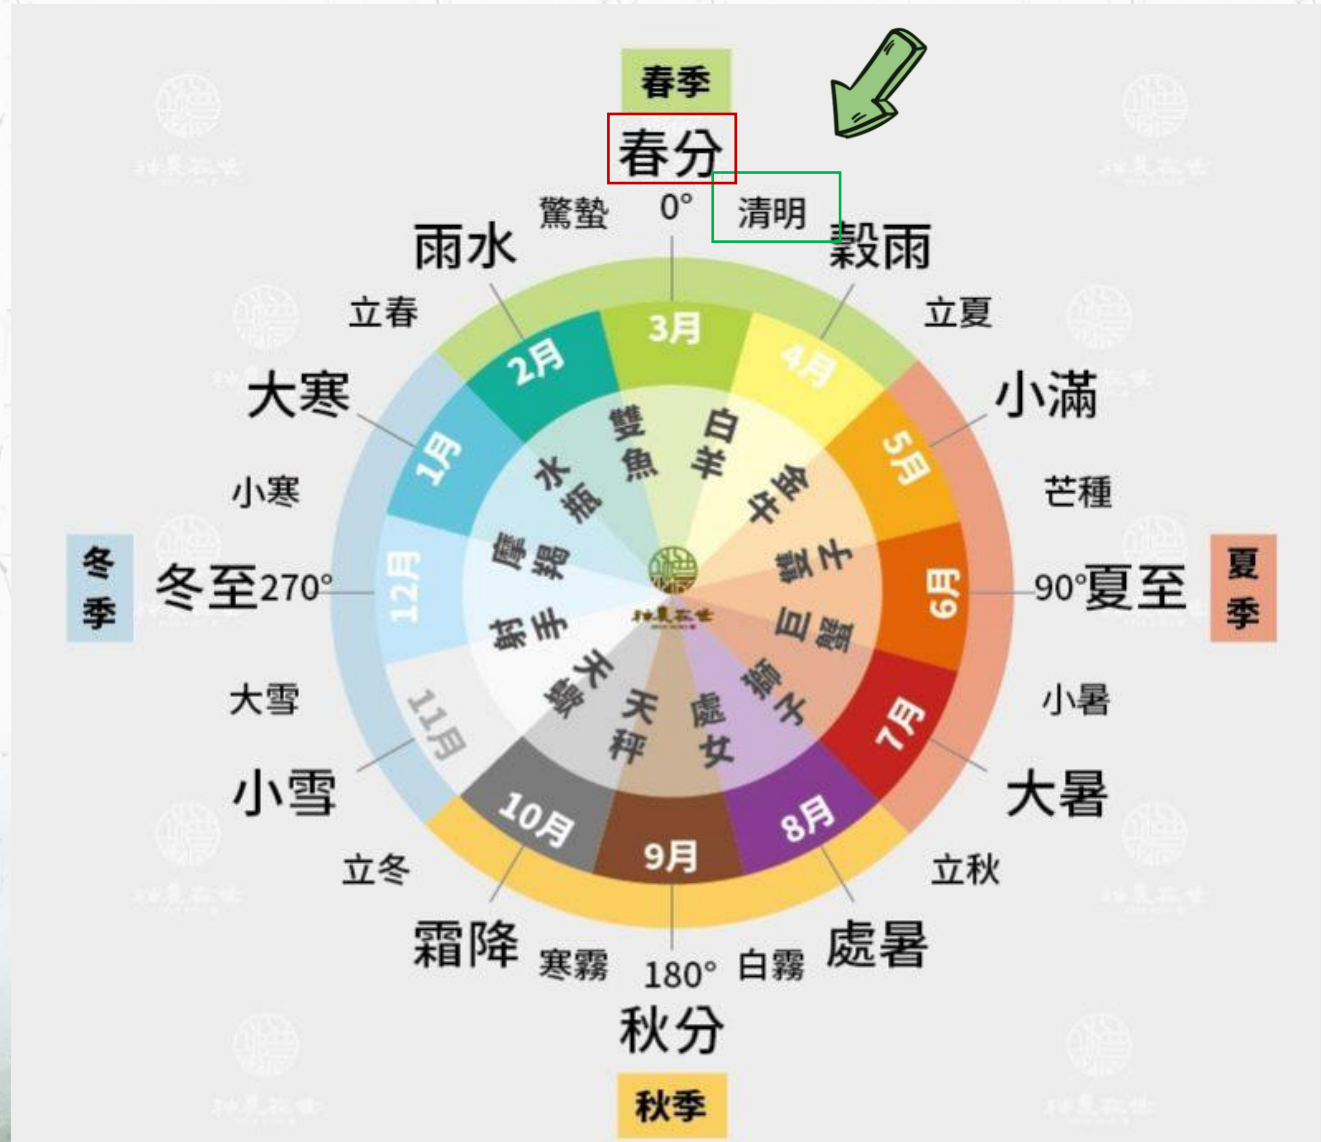 春季
春分
驚蟄 0° 清明
雨水 穀雨
立春 立夏
3月
2月 4月
大寒 小滿
1月 5月
雙魚 白羊
水瓶 金牛
小寒 芒種
摩羯 雙子
冬季 冬至 270° 12月 6月 90° 夏至 夏季
射手 巨蟹
大雪 小暑
天蠍 獅子
天秤 處女
11月 7月
小雪 大暑
10月 8月
9月
立冬 立秋
霜降 處暑
寒霧 180° 白霧
秋分
秋季